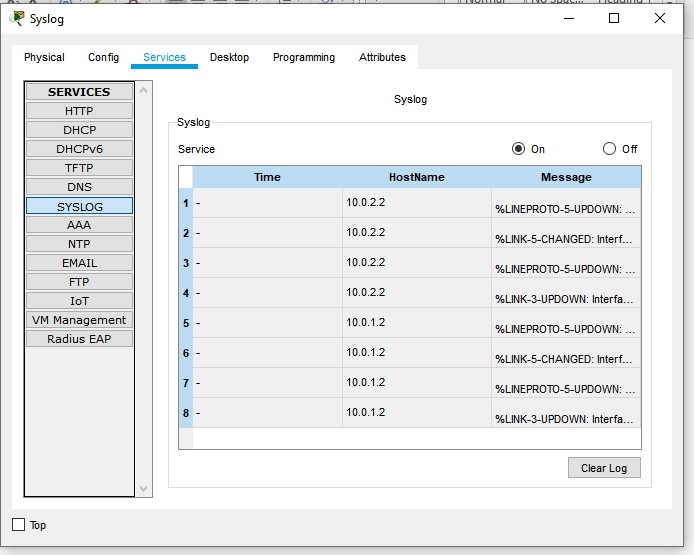 Normal No Spac... Heading 1
Syslog
Physical Config Services Desktop Programming Attributes
SERVICES
HTTP
DHCP
DHCPv6
TFTP
DNS
SYSLOG
AAA
NTP
EMAIL
FTP
IoT
VM Management
Radius EAP
Syslog
Syslog
Service On Off
Time HostName Message
1 - 10.0.2.2 %LINEPROTO-5-UPDOWN: ...
2 - 10.0.2.2 %LINK-5-CHANGED: Interf...
3 - 10.0.2.2 %LINEPROTO-5-UPDOWN: ...
4 - 10.0.2.2 %LINK-3-UPDOWN: Interfa...
5 - 10.0.1.2 %LINEPROTO-5-UPDOWN: ...
6 - 10.0.1.2 %LINK-5-CHANGED: Interf...
7 - 10.0.1.2 %LINEPROTO-5-UPDOWN: ...
8 - 10.0.1.2 %LINK-3-UPDOWN: Interfa...
Clear Log
Top